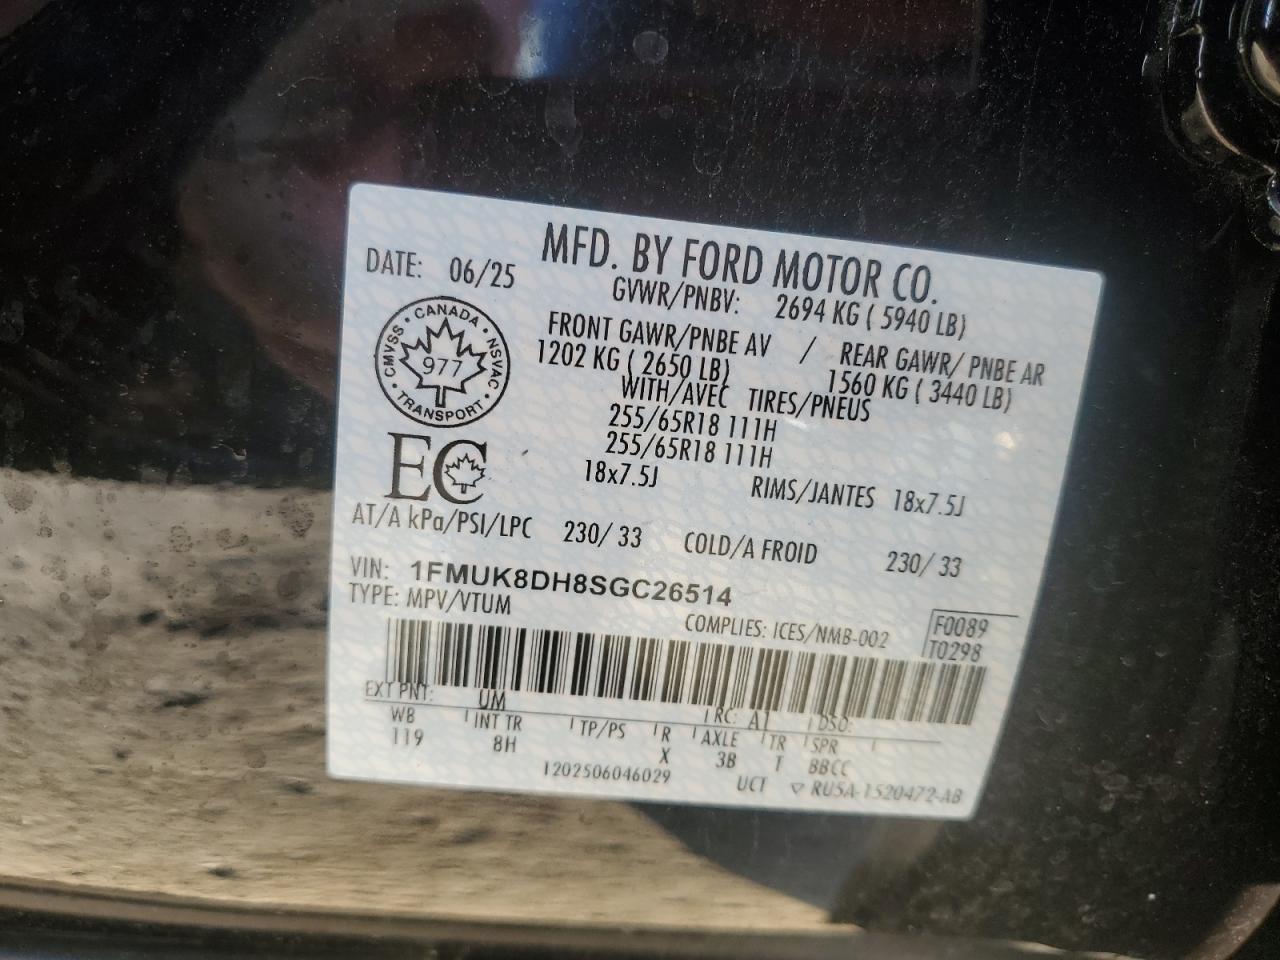 MFD. BY FORD MOTOR CO.
DATE: 06/25
GVWR/PNBV: 2694 KG ( 5940 LB)
FRONT GAWR/PNBE AV / REAR GAWR/ PNBE AR
1202 KG ( 2650 LB) 1560 KG ( 3440 LB)
WITH/AVEC TIRES/PNEUS
255/65R18 111H
255/65R18 111H
18x7.5J RIMS/JANTES 18x7.5J
CANADA
CMVSS NSVAC
977
TRANSPORT
EC
AT/A kPa/PSI/LPC 230/ 33 COLD/A FROID 230/ 33
VIN: 1FMUK8DH8SGC26514
TYPE: MPV/VTUM
COMPLIES: ICES/NMB-002
F0089
T0298
EXT PNT: UM RC: A1 DSO:
WB INT TR TP/PS R AXLE TR SPR
119 8H X 3B T BBCC
1202506046029 UCT ▽ RU5A-1520472-AB